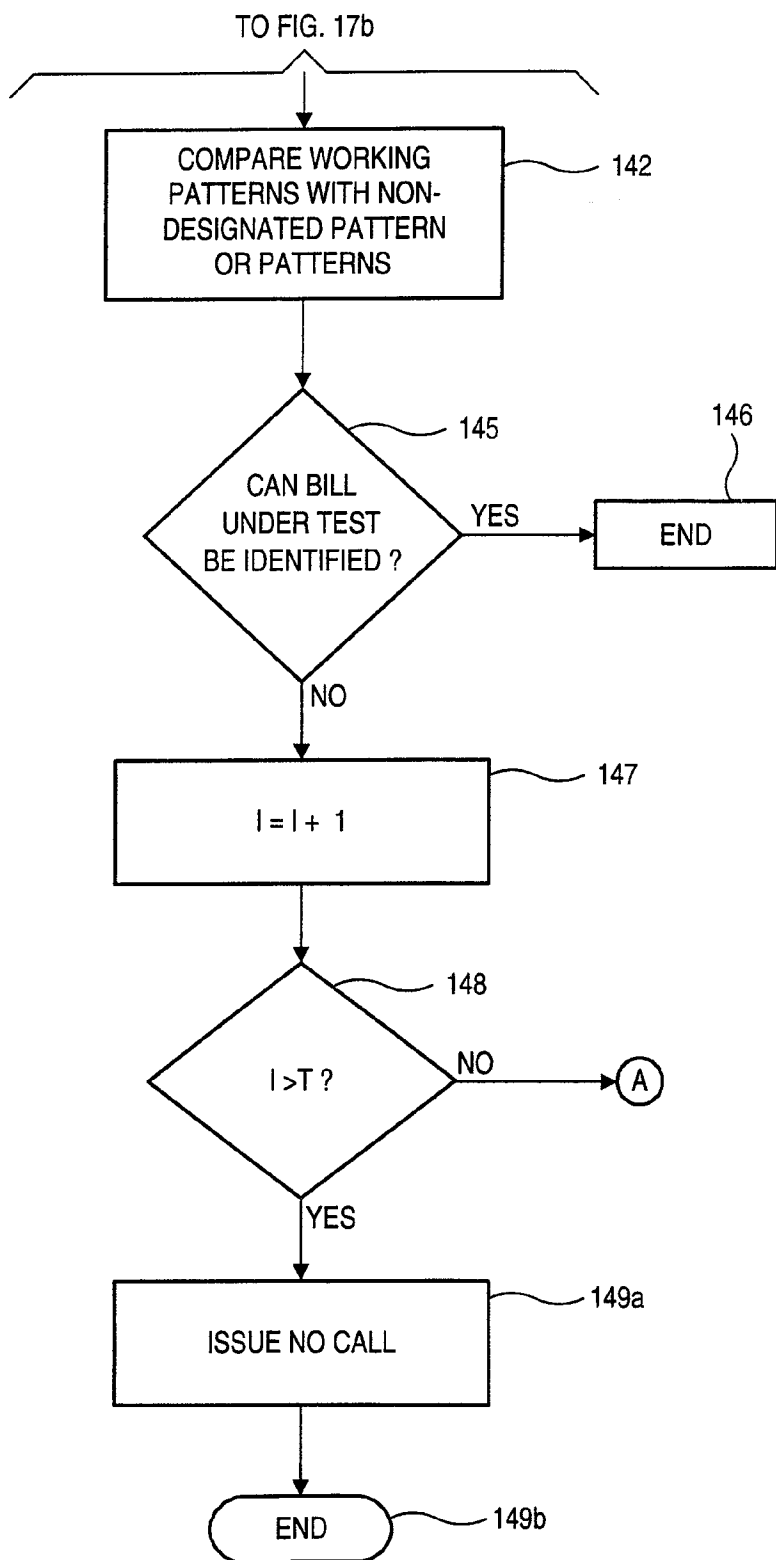 TO FIG. 17b
COMPARE WORKING
PATTERNS WITH NON-
DESIGNATED PATTERN
OR PATTERNS
142
CAN BILL
UNDER TEST
BE IDENTIFIED ?
145
YES
146
END
NO
I = I + 1
147
I >T ?
148
NO
A
YES
ISSUE NO CALL
149a
END
149b